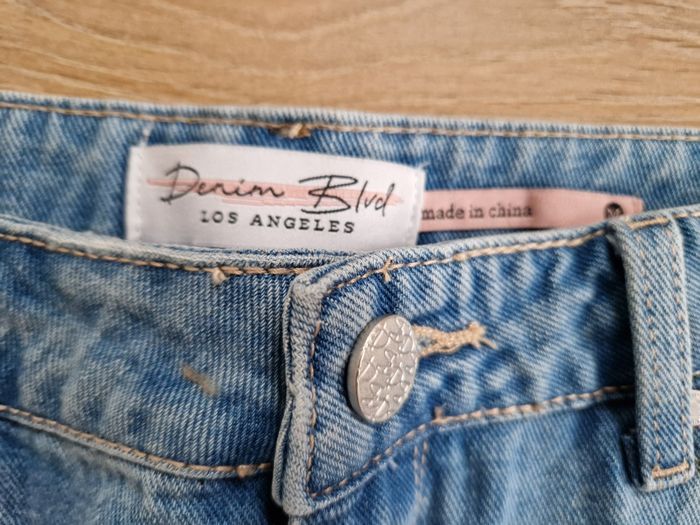 Denim Blvd
LOS ANGELES
made in china